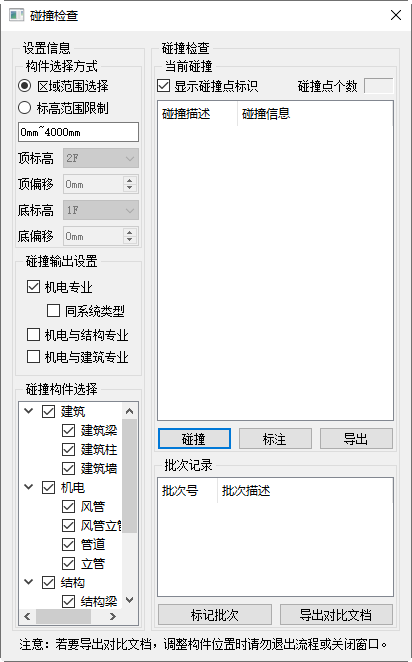 碰撞检查
设置信息
构件选择方式
区域范围选择
标高范围限制
0mm~4000mm
顶标高 2F
顶偏移 0mm
底标高 1F
底偏移 0mm
碰撞输出设置
机电专业
同系统类型
机电与结构专业
机电与建筑专业
碰撞构件选择
建筑
建筑梁
建筑柱
建筑墙
机电
风管
风管立管
管道
立管
结构
结构梁
碰撞检查
当前碰撞
显示碰撞点标识 碰撞点个数
碰撞描述 碰撞信息
碰撞 标注 导出
批次记录
批次号 批次描述
标记批次 导出对比文档
注意：若要导出对比文档，调整构件位置时请勿退出流程或关闭窗口。